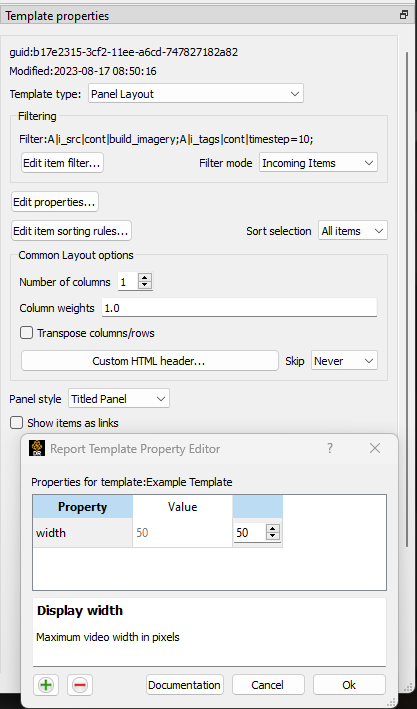 Template properties
guid:b17e2315-3cf2-11ee-a6cd-747827182a82
Modified:2023-08-17 08:50:16
Template type: Panel Layout
Filtering
Filter:A|i_src|cont|build_imagery;A|i_tags|cont|timestep=10;
Edit item filter... Filter mode Incoming Items
Edit properties...
Edit item sorting rules... Sort selection All items
Common Layout options
Number of columns 1
Column weights 1.0
Transpose columns/rows
Custom HTML header... Skip Never
Panel style Titled Panel
Show items as links
DR Report Template Property Editor ?
Properties for template:Example Template
Property Value
width 50 50
Display width
Maximum video width in pixels
Documentation Cancel Ok